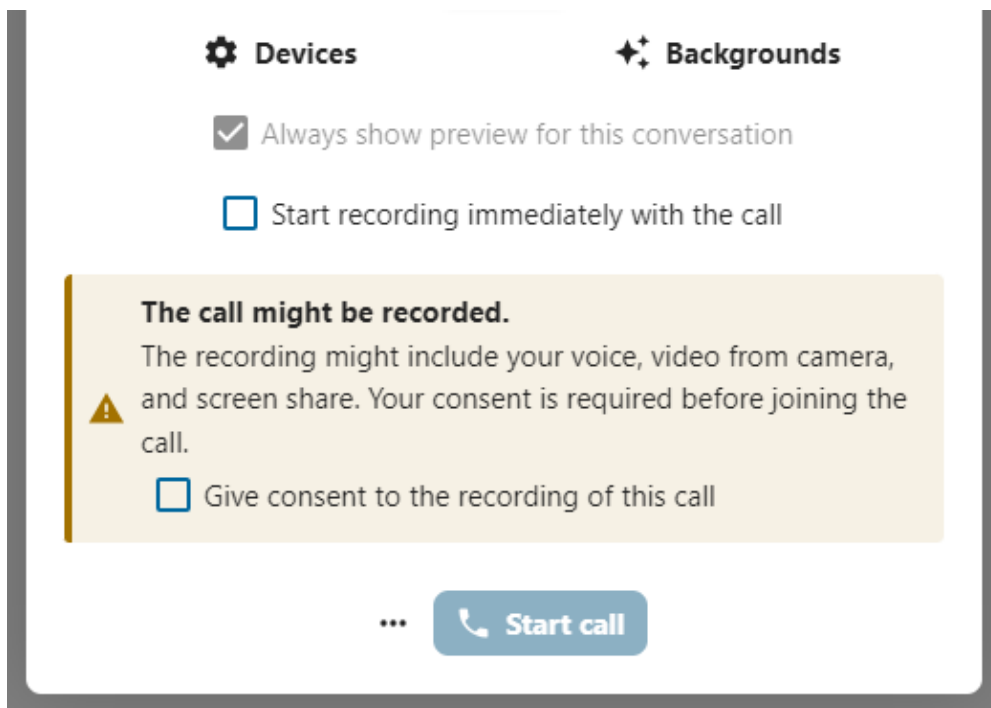 Devices
Backgrounds
Always show preview for this conversation
Start recording immediately with the call
The call might be recorded.
The recording might include your voice, video from camera,
and screen share. Your consent is required before joining the
call.
Give consent to the recording of this call
Start call